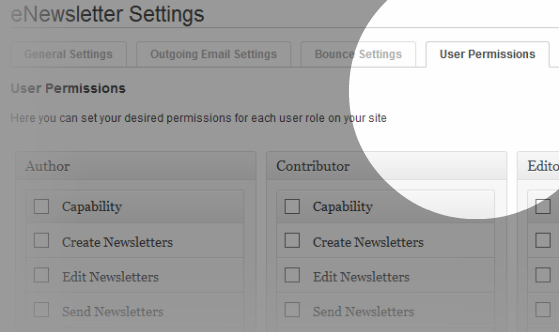 eNewsletter Settings
General Settings Outgoing Email Settings Bounce Settings User Permissions
User Permissions
Here you can set your desired permissions for each user role on your site
Author Contributor Edito
Capability Capability
Create Newsletters Create Newsletters
Edit Newsletters Edit Newsletters
Send Newsletters Send Newsletters